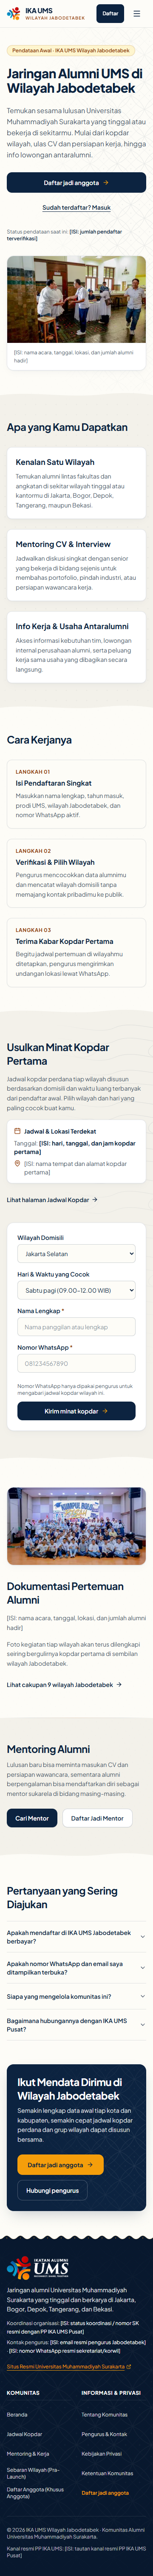 IKA UMS
WILAYAH JABODETABEK
Daftar
Pendataan Awal · IKA UMS Wilayah Jabodetabek
Jaringan Alumni UMS di
Wilayah Jabodetabek
Temukan sesama lulusan Universitas
Muhammadiyah Surakarta yang tinggal atau
bekerja di sekitarmu. Mulai dari kopdar
wilayah, ulas CV dan persiapan kerja, hingga
info lowongan antaralumni.
Daftar jadi anggota →
Sudah terdaftar? Masuk
Status pendataan saat ini: [ISI: jumlah pendaftar
terverifikasi]
[ISI: nama acara, tanggal, lokasi, dan jumlah alumni
hadir]
Apa yang Kamu Dapatkan
Kenalan Satu Wilayah
Temukan alumni lintas fakultas dan
angkatan di sekitar wilayah tinggal atau
kantormu di Jakarta, Bogor, Depok,
Tangerang, maupun Bekasi.
Mentoring CV & Interview
Jadwalkan diskusi singkat dengan senior
yang bekerja di bidang sejenis untuk
membahas portofolio, pindah industri, atau
persiapan wawancara kerja.
Info Kerja & Usaha Antaralumni
Akses informasi kebutuhan tim, lowongan
internal perusahaan alumni, serta peluang
kerja sama usaha yang dibagikan secara
langsung.
Cara Kerjanya
LANGKAH 01
Isi Pendataan Singkat
Masukkan nama lengkap, tahun masuk,
prodi UMS, wilayah Jabodetabek, dan
nomor WhatsApp aktif.
LANGKAH 02
Verifikasi & Pilih Wilayah
Pengurus mencocokkan data alumnimu
dan mencatat wilayah domisili tanpa
memajang kontak pribadimu ke publik.
LANGKAH 03
Terima Kabar Kopdar Pertama
Begitu jadwal pertemuan di wilayahmu
ditetapkan, pengurus mengirimkan
undangan lokasi lewat WhatsApp.
Usulkan Minat Kopdar
Pertama
Jadwal kopdar perdana tiap wilayah disusun
berdasarkan domisili dan waktu luang terbanyak
dari pendaftar awal. Pilih wilayah dan hari yang
paling cocok buat kamu.
Jadwal & Lokasi Terdekat
Tanggal: [ISI: hari, tanggal, dan jam kopdar
pertama]
[ISI: nama tempat dan alamat kopdar
pertama]
Lihat halaman Jadwal Kopdar →
Wilayah Domisili
Jakarta Selatan
Hari & Waktu yang Cocok
Sabtu pagi (09.00-12.00 WIB)
Nama Lengkap *
Nama panggilan atau lengkap
Nomor WhatsApp *
081234567890
Nomor WhatsApp hanya dipakai pengurus untuk
mengabari jadwal kopdar wilayah ini.
Kirim minat kopdar →
Dokumentasi Pertemuan
Alumni
[ISI: nama acara, tanggal, lokasi, dan jumlah alumni
hadir]
Foto kegiatan tiap wilayah akan terus dilengkapi
seiring bergulirnya kopdar pertama di sembilan
wilayah Jabodetabek.
Lihat cakupan 9 wilayah Jabodetabek →
Mentoring Alumni
Lulusan baru bisa meminta masukan CV dan
persiapan wawancara, sementara alumni
berpengalaman bisa mendaftarkan diri sebagai
mentor sukarela di bidang masing-masing.
Cari Mentor
Daftar Jadi Mentor
Pertanyaan yang Sering
Diajukan
Apakah mendaftar di IKA UMS Jabodetabek
berbayar?
Apakah nomor WhatsApp dan email saya
ditampilkan terbuka?
Siapa yang mengelola komunitas ini?
Bagaimana hubungannya dengan IKA UMS
Pusat?
Ikut Mendata Dirimu di
Wilayah Jabodetabek
Semakin lengkap data awal tiap kota dan
kabupaten, semakin cepat jadwal kopdar
perdana dan grup wilayah dapat disusun
bersama.
Daftar jadi anggota →
Hubungi pengurus
IKATAN ALUMNI
UMS
Jaringan alumni Universitas Muhammadiyah
Surakarta yang tinggal dan berkarya di Jakarta,
Bogor, Depok, Tangerang, dan Bekasi.
Koordinasi organisasi: [ISI: status koordinasi / nomor SK
resmi dengan PP IKA UMS Pusat]
Kontak pengurus: [ISI: email resmi pengurus Jabodetabek]
· [ISI: nomor WhatsApp resmi sekretariat/korwil]
Situs Resmi Universitas Muhammadiyah Surakarta
KOMUNITAS
INFORMASI & PRIVASI
Beranda
Tentang Komunitas
Jadwal Kopdar
Pengurus & Kontak
Mentoring & Kerja
Kebijakan Privasi
Sebaran Wilayah (Pra-
Launch)
Ketentuan Komunitas
Daftar Anggota (Khusus
Anggota)
Daftar jadi anggota
© 2026 IKA UMS Wilayah Jabodetabek · Komunitas Alumni
Universitas Muhammadiyah Surakarta.
Kanal resmi PP IKA UMS: [ISI: tautan kanal resmi PP IKA UMS
Pusat]